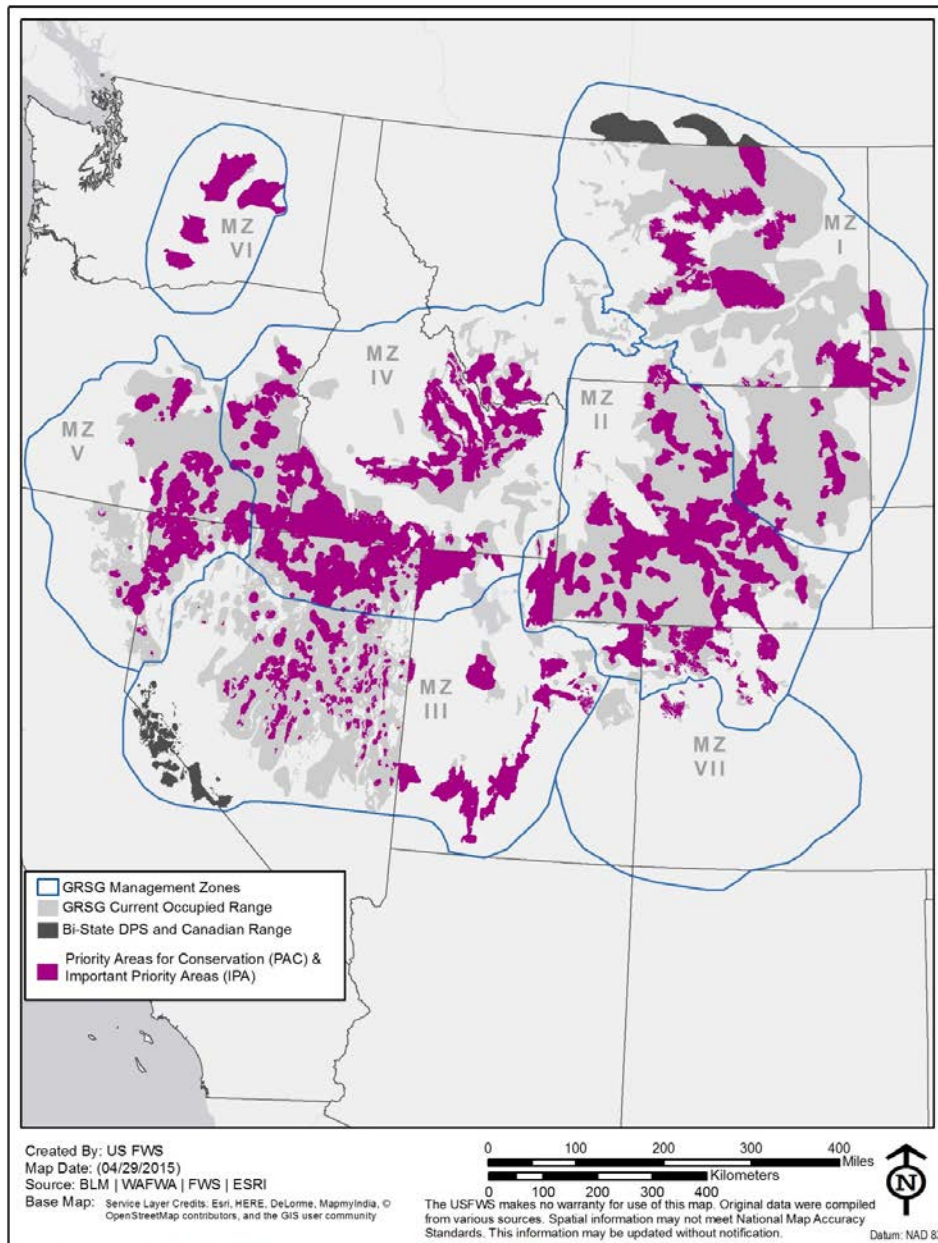 MZ
VI
MZ
I
MZ
IV
MZ
II
MZ
V
MZ
III
MZ
VII
GRSG Management Zones
GRSG Current Occupied Range
Bi-State DPS and Canadian Range
Priority Areas for Conservation (PAC) &
Important Priority Areas (IPA)
Created By: US FWS
Map Date: (04/29/2015)
Source: BLM | WAFWA | FWS | ESRI
Base Map: Service Layer Credits: Esri, HERE, DeLorme, MapmyIndia, ©
OpenStreetMap contributors, and the GIS user community
0 100 200 300 400
Miles
Kilometers
0 100 200 300 400
The USFWS makes no warranty for use of this map. Original data were compiled
from various sources. Spatial information may not meet National Map Accuracy
Standards. This information may be updated without notification.
N
Datum: NAD 83